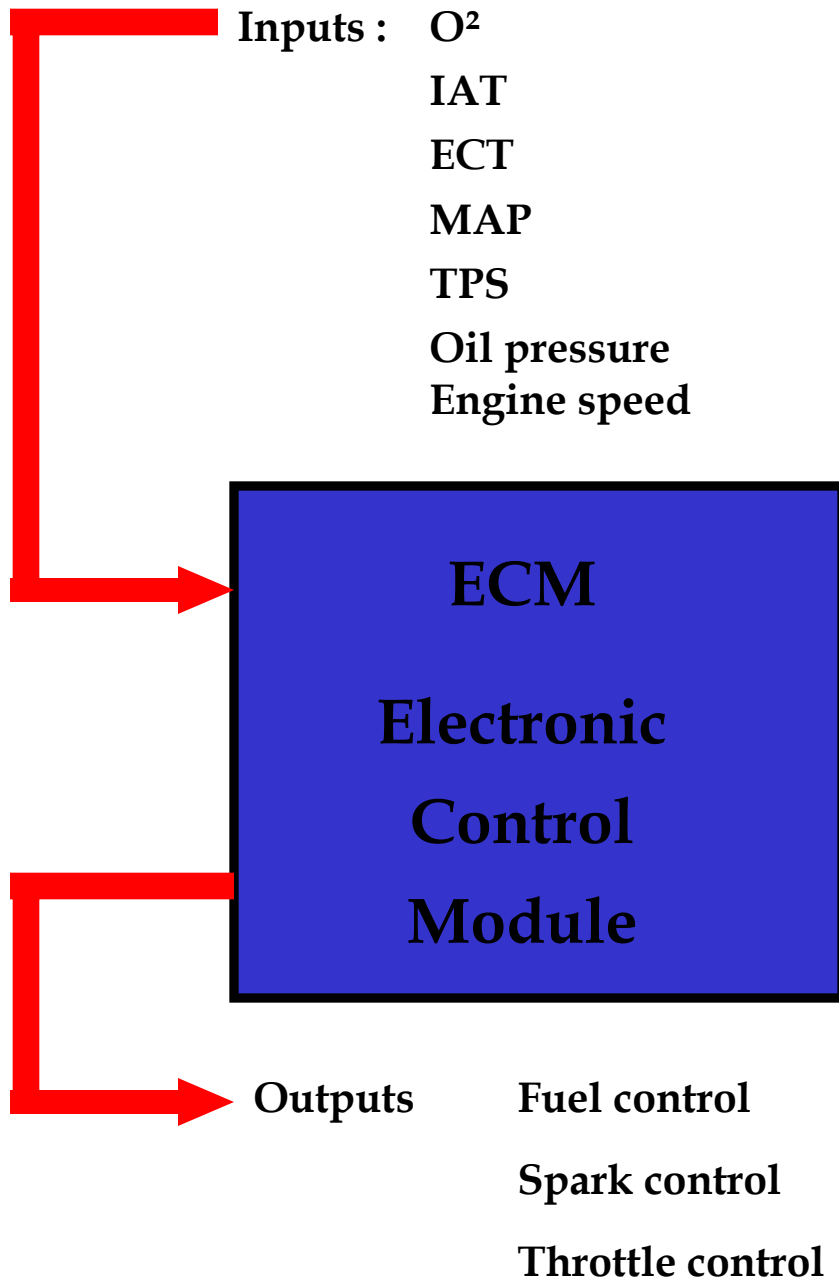 Inputs : O²
IAT
ECT
MAP
TPS
Oil pressure
Engine speed
ECM
Electronic
Control
Module
Outputs Fuel control
Spark control
Throttle control